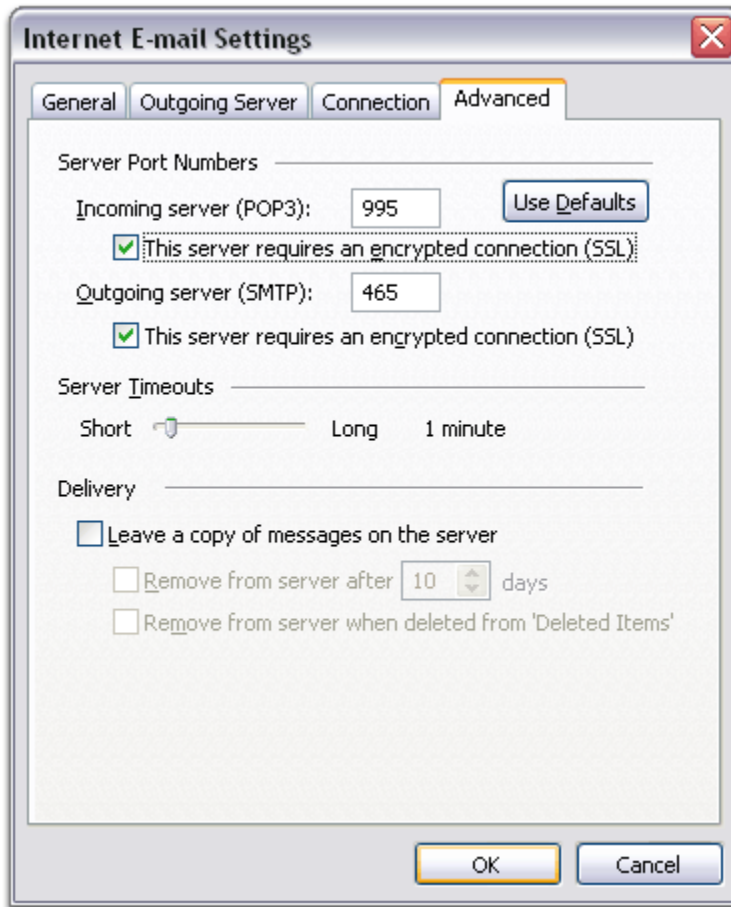 Internet E-mail Settings
General Outgoing Server Connection Advanced
Server Port Numbers
Incoming server (POP3): 995 Use Defaults
This server requires an encrypted connection (SSL)
Outgoing server (SMTP): 465
This server requires an encrypted connection (SSL)
Server Timeouts
Short Long 1 minute
Delivery
Leave a copy of messages on the server
Remove from server after 10 days
Remove from server when deleted from 'Deleted Items'
OK Cancel